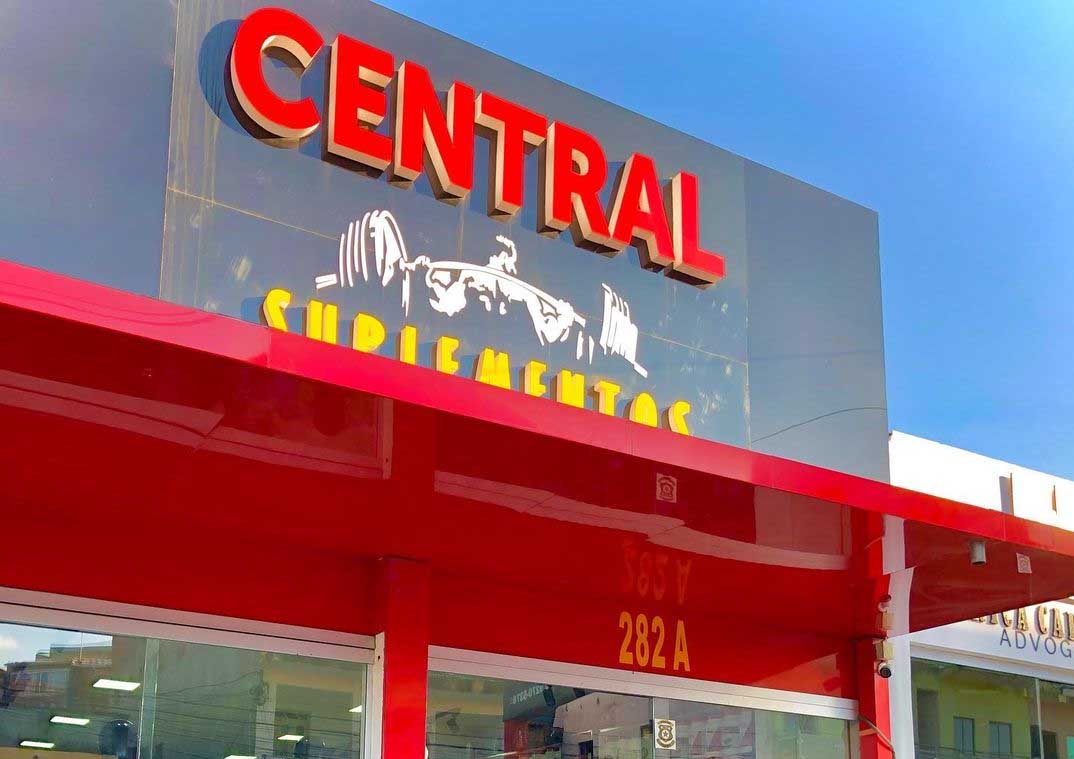 CENTRAL
SUPLEMENTOS
282 A
ADVOG